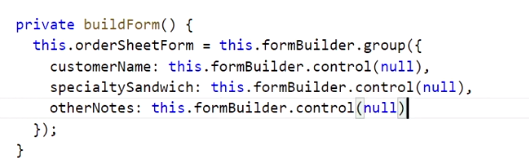 private buildForm() {
  this.orderSheetForm = this.formBuilder.group({
    customerName: this.formBuilder.control(null),
    specialtySandwich: this.formBuilder.control(null),
    otherNotes: this.formBuilder.control(null)
  });
}